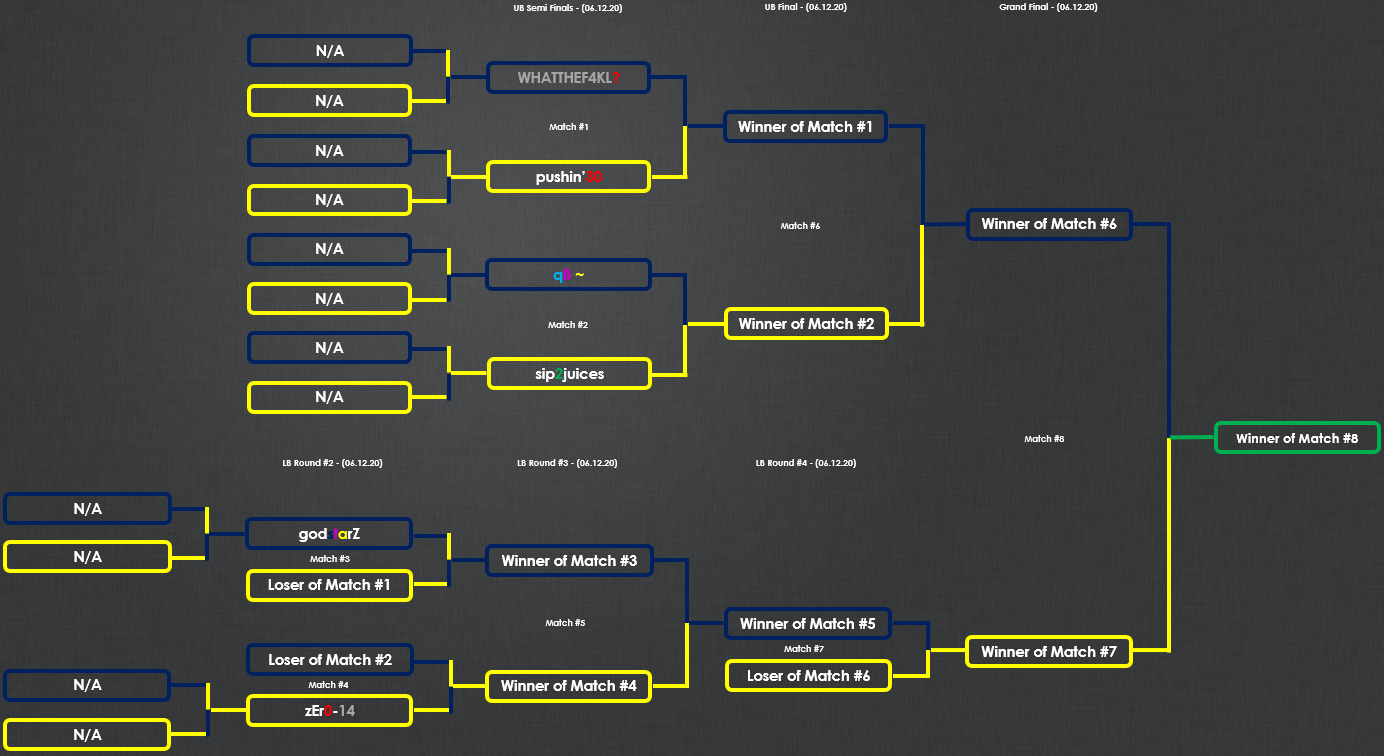 UB Semi Finals - (06.12.20)
UB Final - (06.12.20)
Grand Final - (06.12.20)
N/A
WHATTHEF4KL?
N/A
Match #1
Winner of Match #1
N/A
pushin'30
N/A
Match #6
Winner of Match #6
N/A
qB ~
N/A
Match #2
Winner of Match #2
N/A
sip2juices
N/A
Match #8
Winner of Match #8
LB Round #2 - (06.12.20)
LB Round #3 - (06.12.20)
LB Round #4 - (06.12.20)
N/A
godstarZ
N/A
Match #3
Winner of Match #3
Loser of Match #1
Match #5
Winner of Match #5
Match #7
Winner of Match #7
Loser of Match #2
Loser of Match #6
N/A
Match #4
Winner of Match #4
zEr0-14
N/A